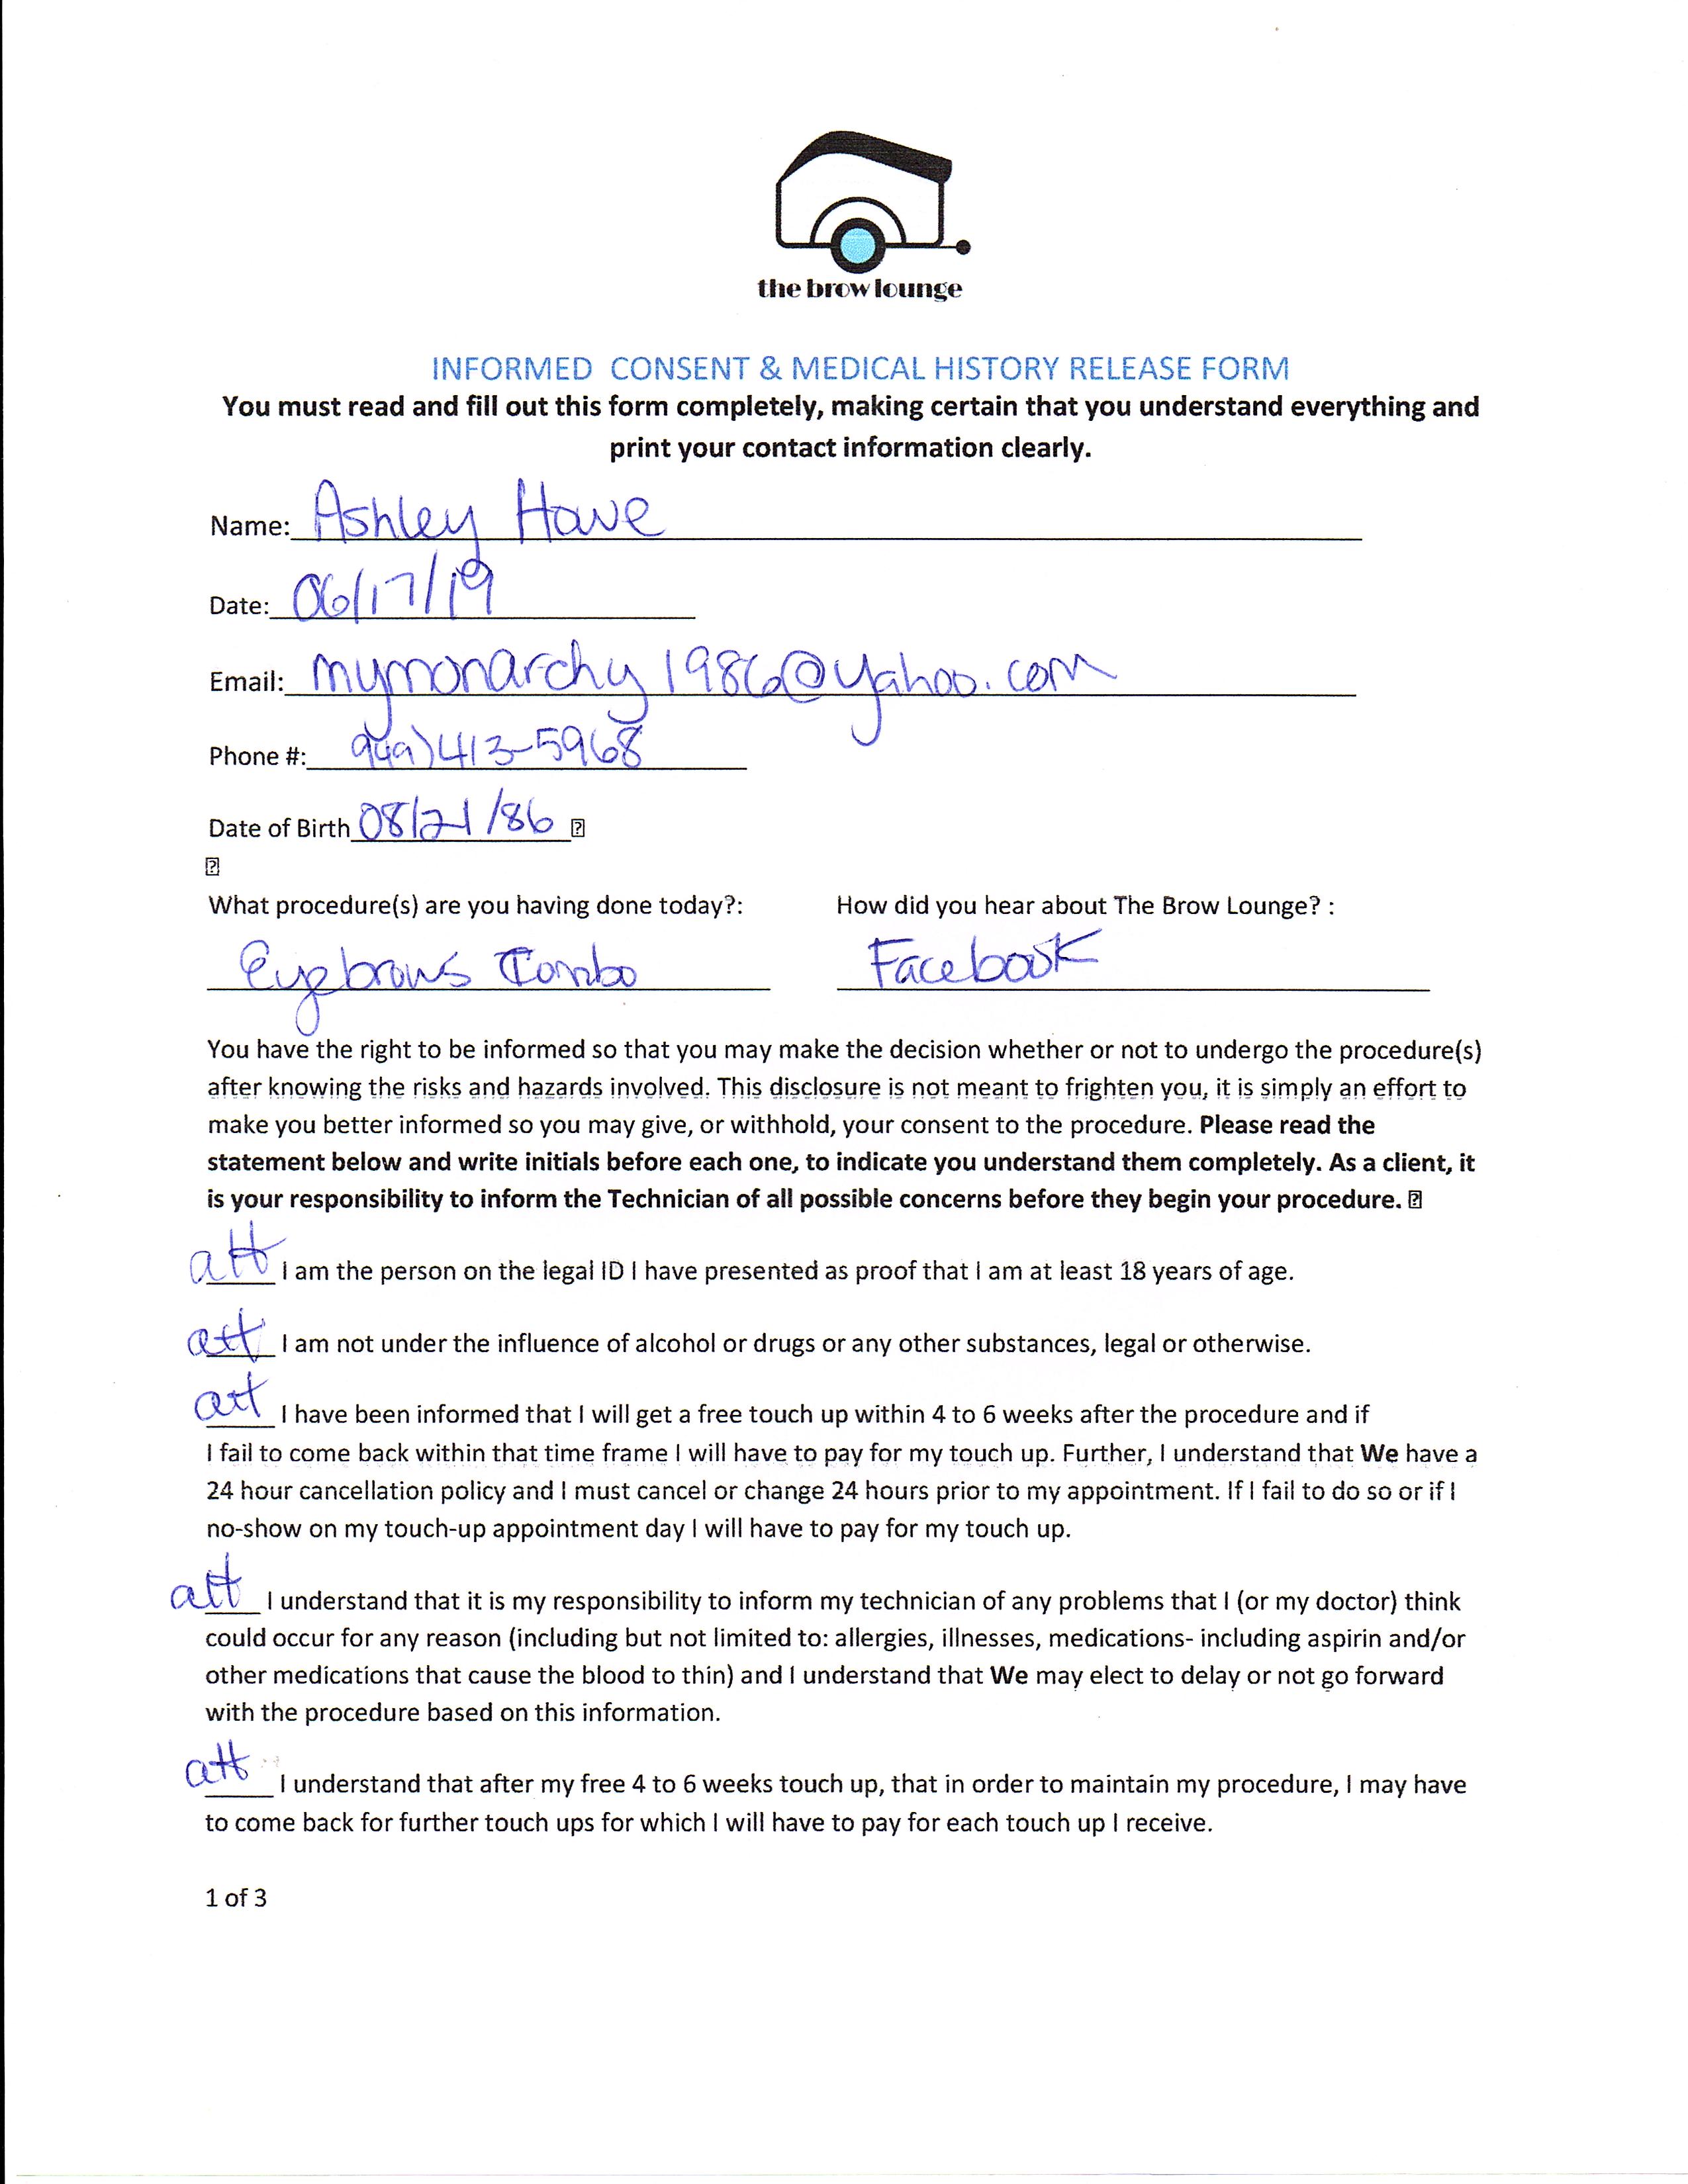 the brow lounge
INFORMED CONSENT & MEDICAL HISTORY RELEASE FORM
You must read and fill out this form completely, making certain that you understand everything and
print your contact information clearly.
Name: Ashley Howe
Date: 06/17/19
Email: mymonarchy1986@yahoo.com
Phone #: 949)413-5968
Date of Birth 08/21/86
What procedure(s) are you having done today?: How did you hear about The Brow Lounge? :
Eyebrows Combo Facebook
You have the right to be informed so that you may make the decision whether or not to undergo the procedure(s)
after knowing the risks and hazards involved. This disclosure is not meant to frighten you, it is simply an effort to
make you better informed so you may give, or withhold, your consent to the procedure. Please read the
statement below and write initials before each one, to indicate you understand them completely. As a client, it
is your responsibility to inform the Technician of all possible concerns before they begin your procedure.
I am the person on the legal ID I have presented as proof that I am at least 18 years of age.
I am not under the influence of alcohol or drugs or any other substances, legal or otherwise.
I have been informed that I will get a free touch up within 4 to 6 weeks after the procedure and if
I fail to come back within that time frame I will have to pay for my touch up. Further, I understand that We have a
24 hour cancellation policy and I must cancel or change 24 hours prior to my appointment. If I fail to do so or if I
no-show on my touch-up appointment day I will have to pay for my touch up.
I understand that it is my responsibility to inform my technician of any problems that I (or my doctor) think
could occur for any reason (including but not limited to: allergies, illnesses, medications- including aspirin and/or
other medications that cause the blood to thin) and I understand that We may elect to delay or not go forward
with the procedure based on this information.
I understand that after my free 4 to 6 weeks touch up, that in order to maintain my procedure, I may have
to come back for further touch ups for which I will have to pay for each touch up I receive.
1 of 3